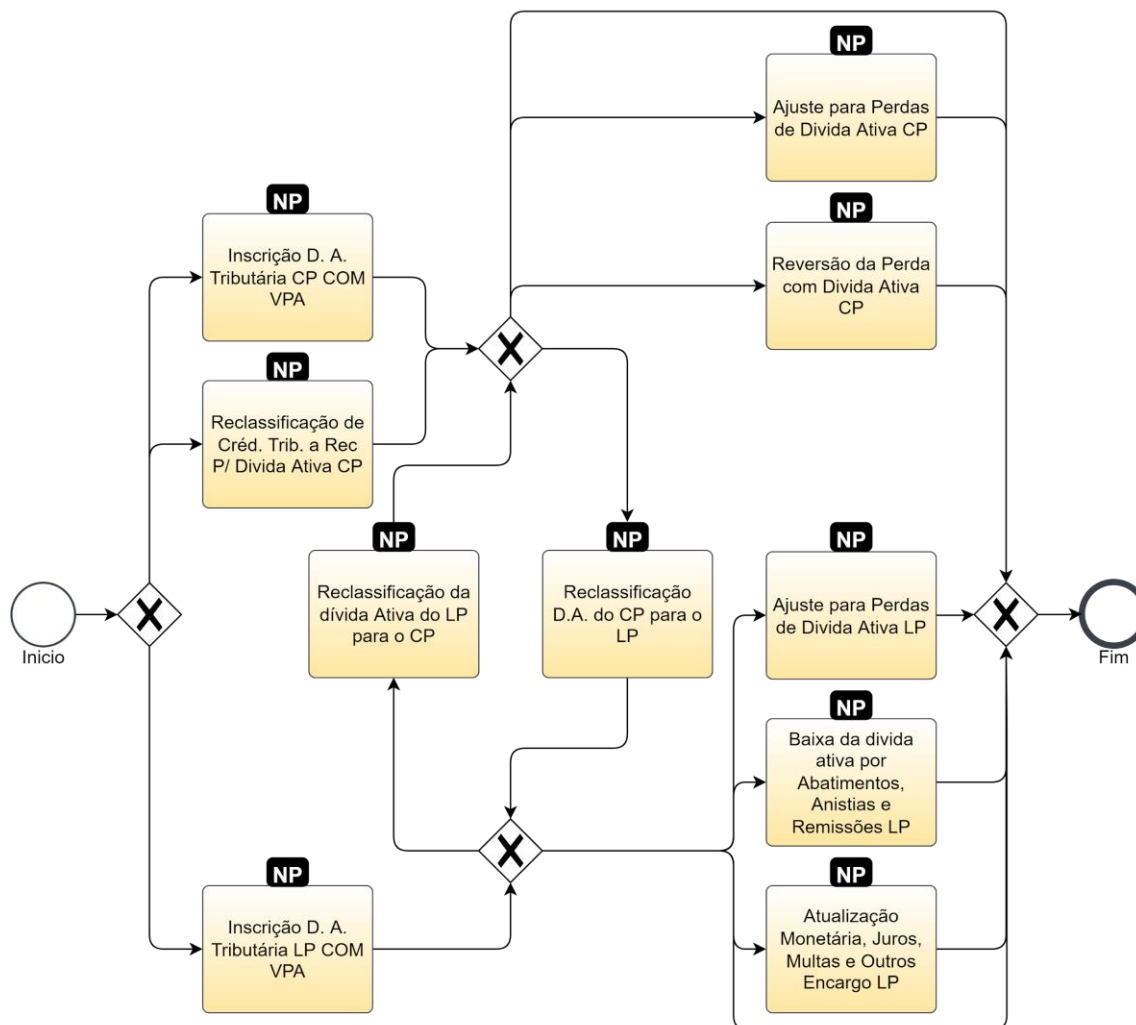 NP
Ajuste para Perdas
de Divida Ativa CP
NP
Inscrição D. A.
Tributária CP COM
VPA
NP
Reversão da Perda
com Divida Ativa
CP
NP
Reclassificação de
Créd. Trib. a Rec
P/ Divida Ativa CP
NP
Reclassificação da
dívida Ativa do LP
para o CP
NP
Reclassificação
D.A. do CP para o
LP
NP
Ajuste para Perdas
de Divida Ativa LP
Inicio
Fim
NP
Baixa da divida
ativa por
Abatimentos,
Anistias e
Remissões LP
NP
Inscrição D. A.
Tributária LP COM
VPA
NP
Atualização
Monetária, Juros,
Multas e Outros
Encargo LP